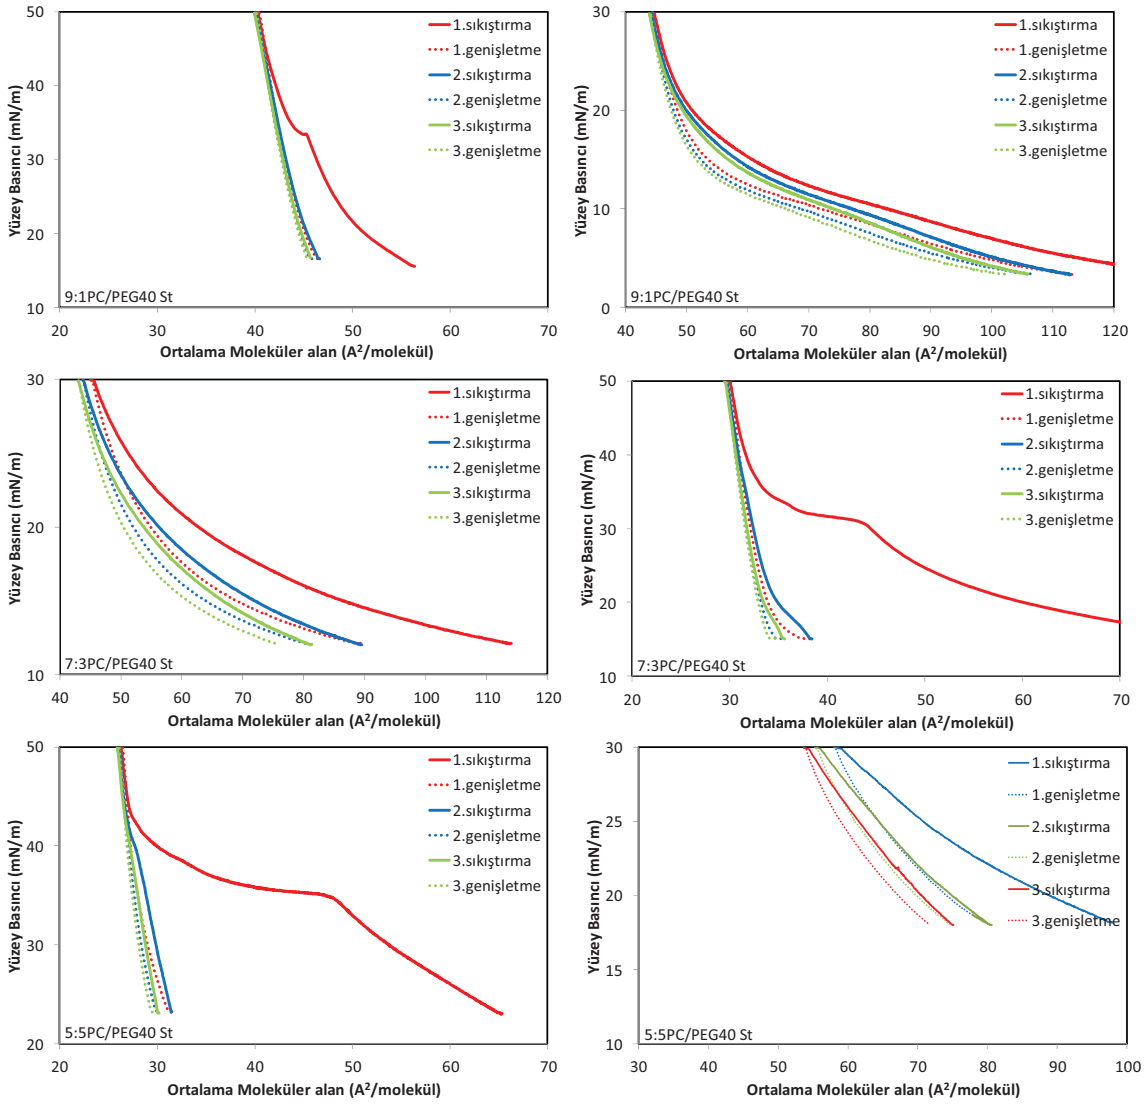 50
40
30
20
10
20
30
40
50
60
70
Yüzey Basıncı (mN/m)
Ortalama Moleküler alan (A²/molekül)
9:1PC/PEG40 St
1.sıkıştırma
1.genişletme
2.sıkıştırma
2.genişletme
3.sıkıştırma
3.genişletme
30
20
10
0
40
50
60
70
80
90
100
110
120
Yüzey Basıncı (mN/m)
Ortalama Moleküler alan (A²/molekül)
9:1PC/PEG40 St
1.sıkıştırma
1.genişletme
2.sıkıştırma
2.genişletme
3.sıkıştırma
3.genişletme
30
20
10
40
50
60
70
80
90
100
110
120
Yüzey Basıncı (mN/m)
Ortalama Moleküler alan (A²/molekül)
7:3PC/PEG40 St
1.sıkıştırma
1.genişletme
2.sıkıştırma
2.genişletme
3.sıkıştırma
3.genişletme
50
40
30
20
10
20
30
40
50
60
70
Yüzey Basıncı (mN/m)
Ortalama Moleküler alan (A²/molekül)
7:3PC/PEG40 St
1.sıkıştırma
1.genişletme
2.sıkıştırma
2.genişletme
3.sıkıştırma
3.genişletme
50
40
30
20
20
30
40
50
60
70
Yüzey Basıncı (mN/m)
Ortalama Moleküler alan (A²/molekül)
5:5PC/PEG40 St
1.sıkıştırma
1.genişletme
2.sıkıştırma
2.genişletme
3.sıkıştırma
3.genişletme
30
25
20
15
10
30
40
50
60
70
80
90
100
Yüzey Basıncı (mN/m)
Ortalama Moleküler alan (A²/molekül)
5:5PC/PEG40 St
1.sıkıştırma
1.genişletme
2.sıkıştırma
2.genişletme
3.sıkıştırma
3.genişletme